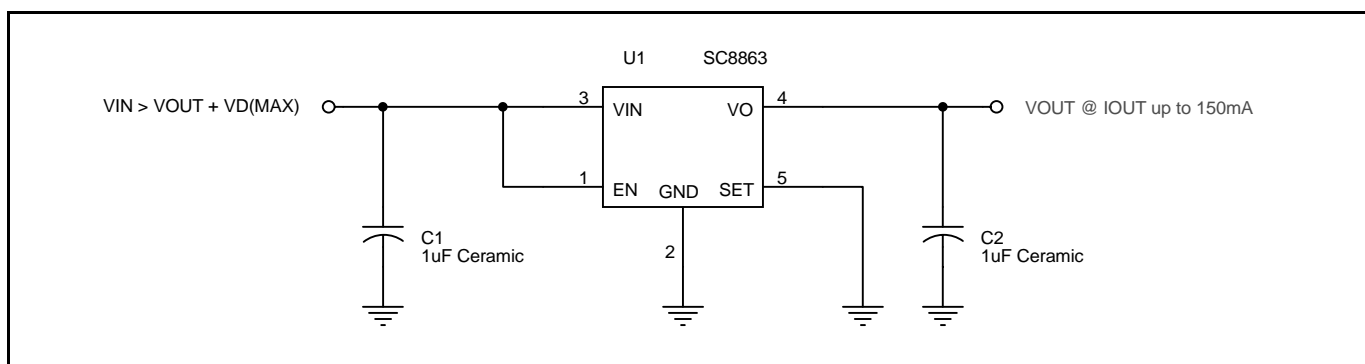 U1 SC8863
VIN > VOUT + VD(MAX)
3
VIN
VO
4
VOUT @ IOUT up to 150mA
1
EN
GND
SET
5
2
C1
1uF Ceramic
C2
1uF Ceramic